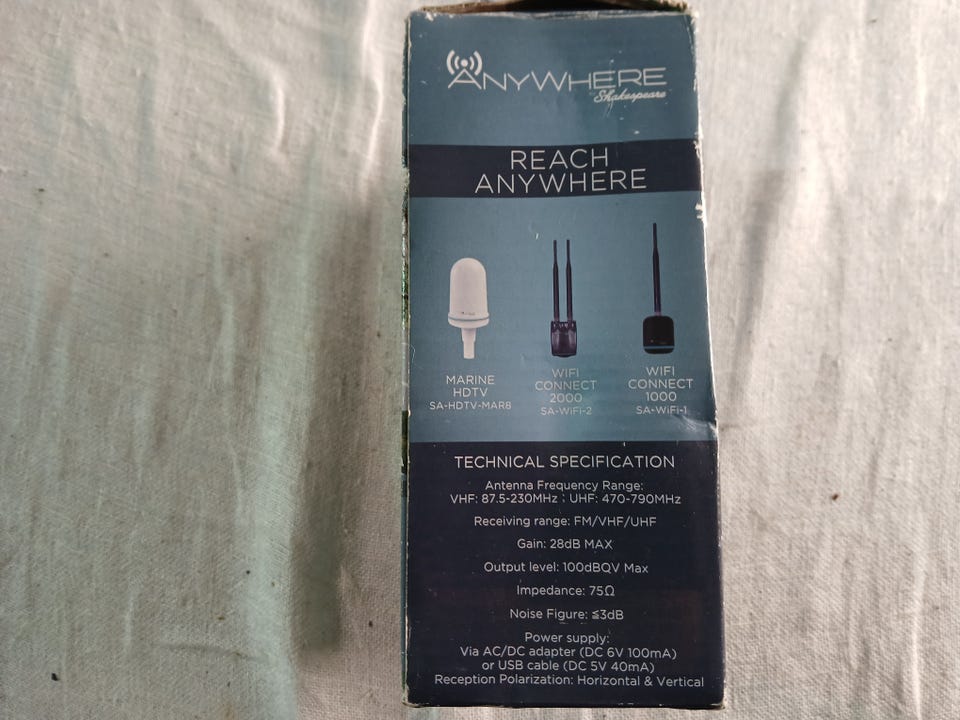 ANYWHERE
Shakespeare
REACH
ANYWHERE
MARINE
HDTV
SA-HDTV-MAR8
WIFI
CONNECT
2000
SA-WiFi-2
WIFI
CONNECT
1000
SA-WiFi-1
TECHNICAL SPECIFICATION
Antenna Frequency Range:
VHF: 87.5-230MHz ; UHF: 470-790MHz
Receiving range: FM/VHF/UHF
Gain: 28dB MAX
Output level: 100dBQV Max
Impedance: 75Ω
Noise Figure: ≦3dB
Power supply:
Via AC/DC adapter (DC 6V 100mA)
or USB cable (DC 5V 40mA)
Reception Polarization: Horizontal & Vertical